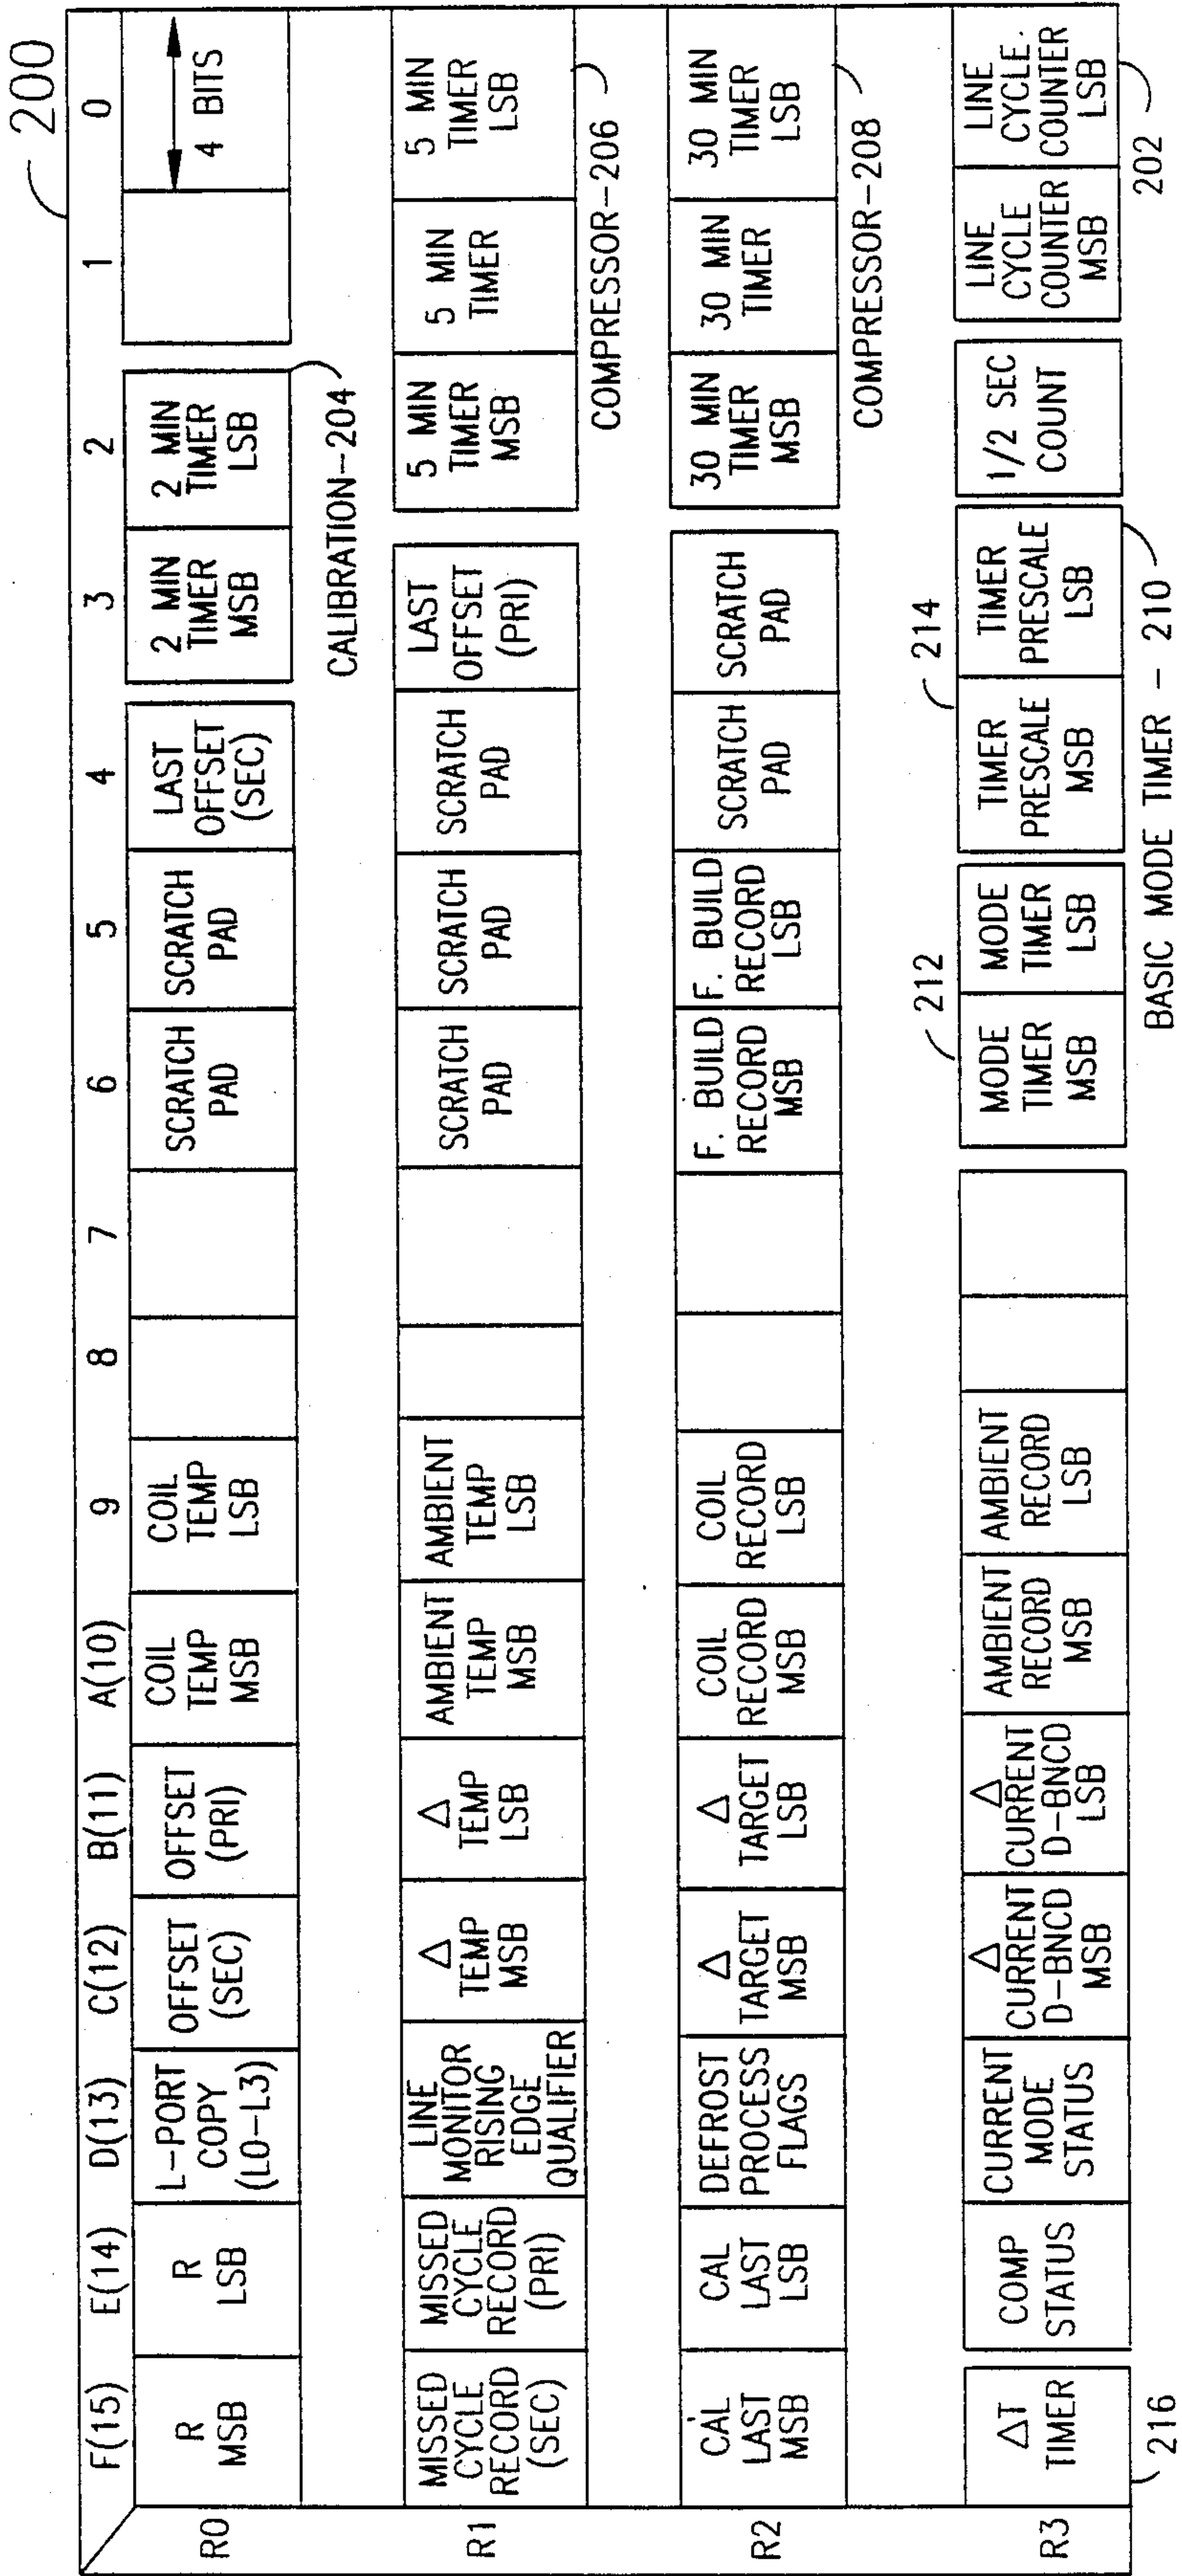 200
F(15) E(14) D(13) C(12) B(11) A(10) 9 8 7 6 5 4 3 2 1 0
R0
R
MSB
R
LSB
L-PORT
COPY
(L0-L3)
OFFSET
(SEC)
OFFSET
(PRI)
COIL
TEMP
MSB
COIL
TEMP
LSB
SCRATCH
PAD
SCRATCH
PAD
LAST
OFFSET
(SEC)
2 MIN
TIMER
MSB
2 MIN
TIMER
LSB
4 BITS
CALIBRATION-204
R1
MISSED
CYCLE
RECORD
(SEC)
MISSED
CYCLE
RECORD
(PRI)
LINE
MONITOR
RISING
EDGE
QUALIFIER
Δ
TEMP
MSB
Δ
TEMP
LSB
AMBIENT
TEMP
MSB
AMBIENT
TEMP
LSB
SCRATCH
PAD
SCRATCH
PAD
SCRATCH
PAD
LAST
OFFSET
(PRI)
5 MIN
TIMER
MSB
5 MIN
TIMER
5 MIN
TIMER
LSB
COMPRESSOR-206
R2
CAL
LAST
MSB
CAL
LAST
LSB
DEFROST
PROCESS
FLAGS
Δ
TARGET
MSB
Δ
TARGET
LSB
COIL
RECORD
MSB
COIL
RECORD
LSB
F. BUILD
RECORD
MSB
F. BUILD
RECORD
LSB
SCRATCH
PAD
SCRATCH
PAD
30 MIN
TIMER
MSB
30 MIN
TIMER
30 MIN
TIMER
LSB
COMPRESSOR-208
R3
ΔT
TIMER
COMP
STATUS
CURRENT
MODE
STATUS
Δ
CURRENT
D-BNCD
MSB
Δ
CURRENT
D-BNCD
LSB
AMBIENT
RECORD
MSB
AMBIENT
RECORD
LSB
212
MODE
TIMER
MSB
MODE
TIMER
LSB
214
TIMER
PRESCALE
MSB
TIMER
PRESCALE
LSB
1/2 SEC
COUNT
LINE
CYCLE
COUNTER
MSB
LINE
CYCLE.
COUNTER
LSB
216
BASIC MODE TIMER - 210
202